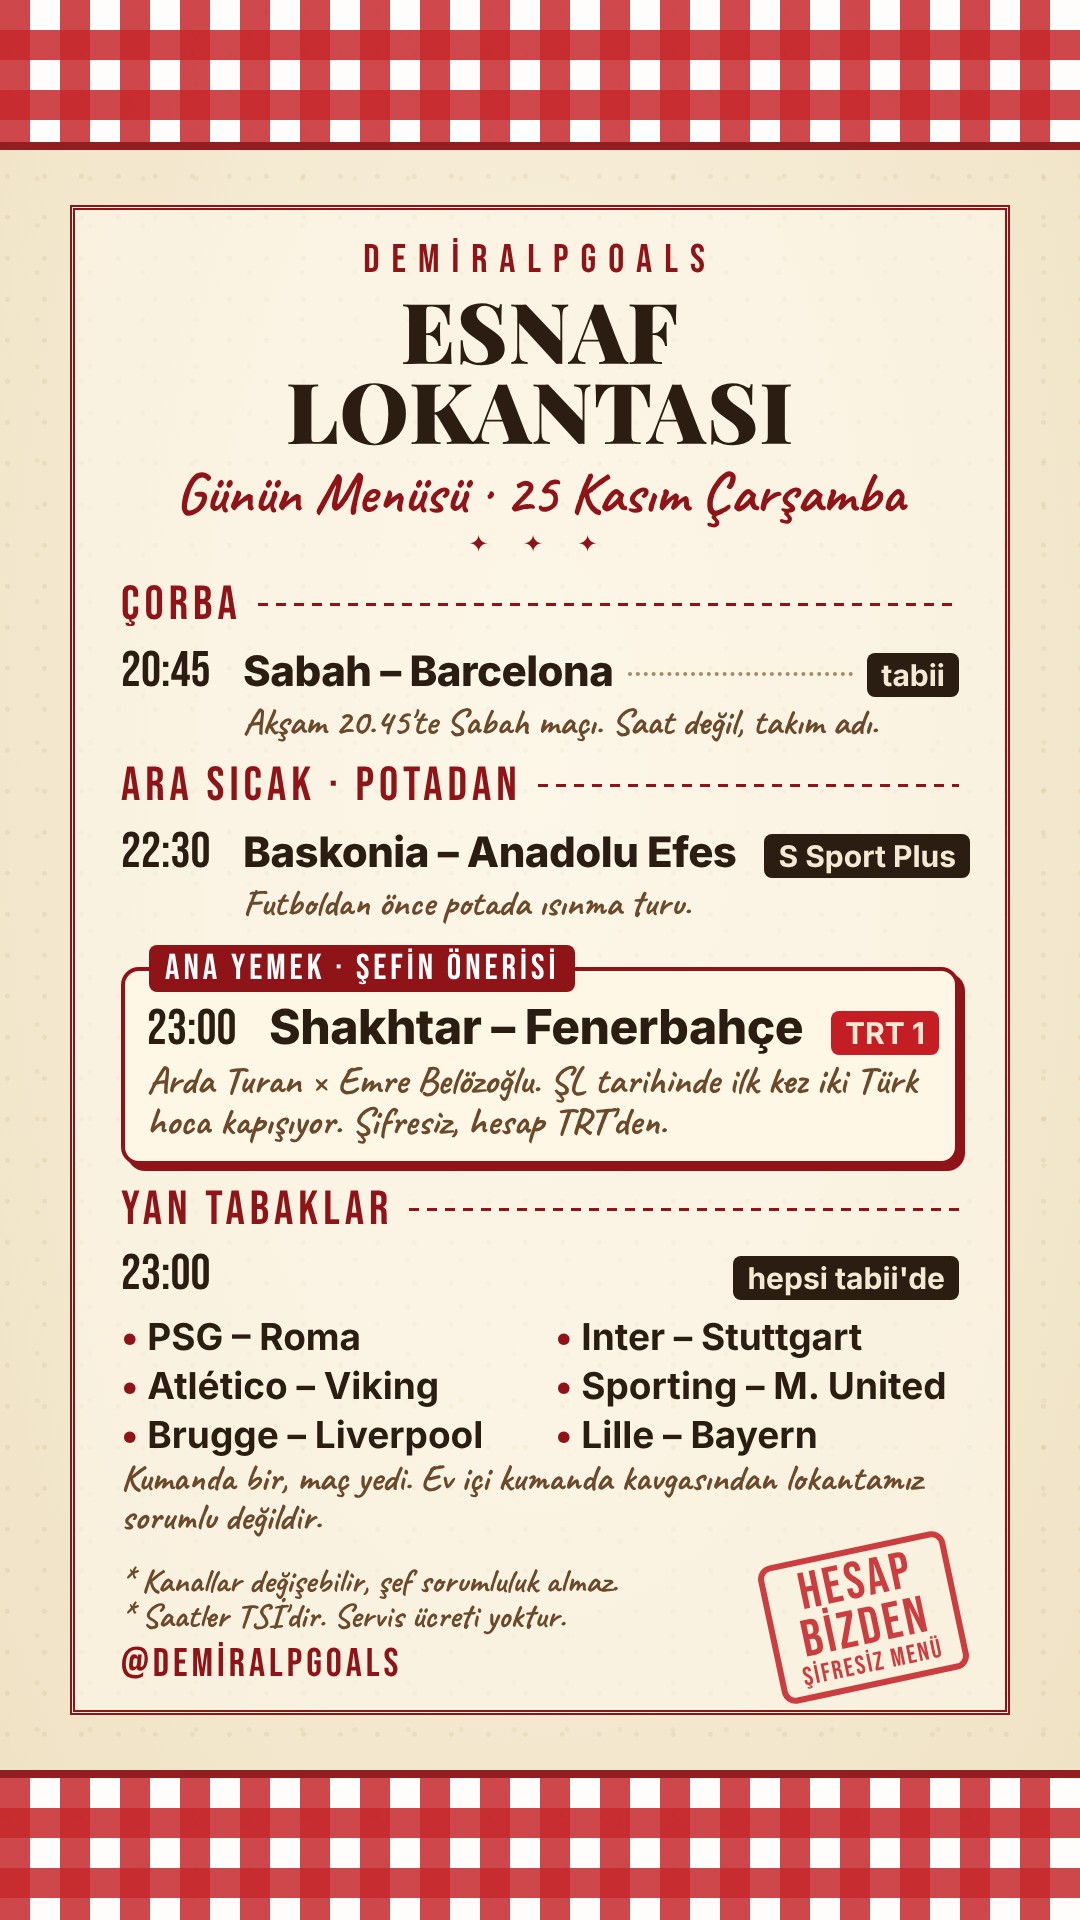 DEMİRALPGOALS
ESNAF
LOKANTASI
Günün Menüsü · 25 Kasım Çarşamba
✦ ✦ ✦
ÇORBA
20:45 Sabah – Barcelona tabii
Akşam 20.45'te Sabah maçı. Saat değil, takım adı.
ARA SICAK · POTADAN
22:30 Baskonia – Anadolu Efes S Sport Plus
Futboldan önce potada ısınma turu.
ANA YEMEK · ŞEFİN ÖNERİSİ
23:00 Shakhtar – Fenerbahçe TRT 1
Arda Turan × Emre Belözoğlu. ŞL tarihinde ilk kez iki Türk
hoca kapışıyor. Şifresiz, hesap TRT'den.
YAN TABAKLAR
23:00 hepsi tabii'de
• PSG – Roma • Inter – Stuttgart
• Atlético – Viking • Sporting – M. United
• Brugge – Liverpool • Lille – Bayern
Kumanda bir, maç yedi. Ev içi kumanda kavgasından lokantamız
sorumlu değildir.
* Kanallar değişebilir, şef sorumluluk almaz.
* Saatler TSİ'dir. Servis ücreti yoktur.
@DEMİRALPGOALS
HESAP
BİZDEN
ŞİFRESİZ MENÜ